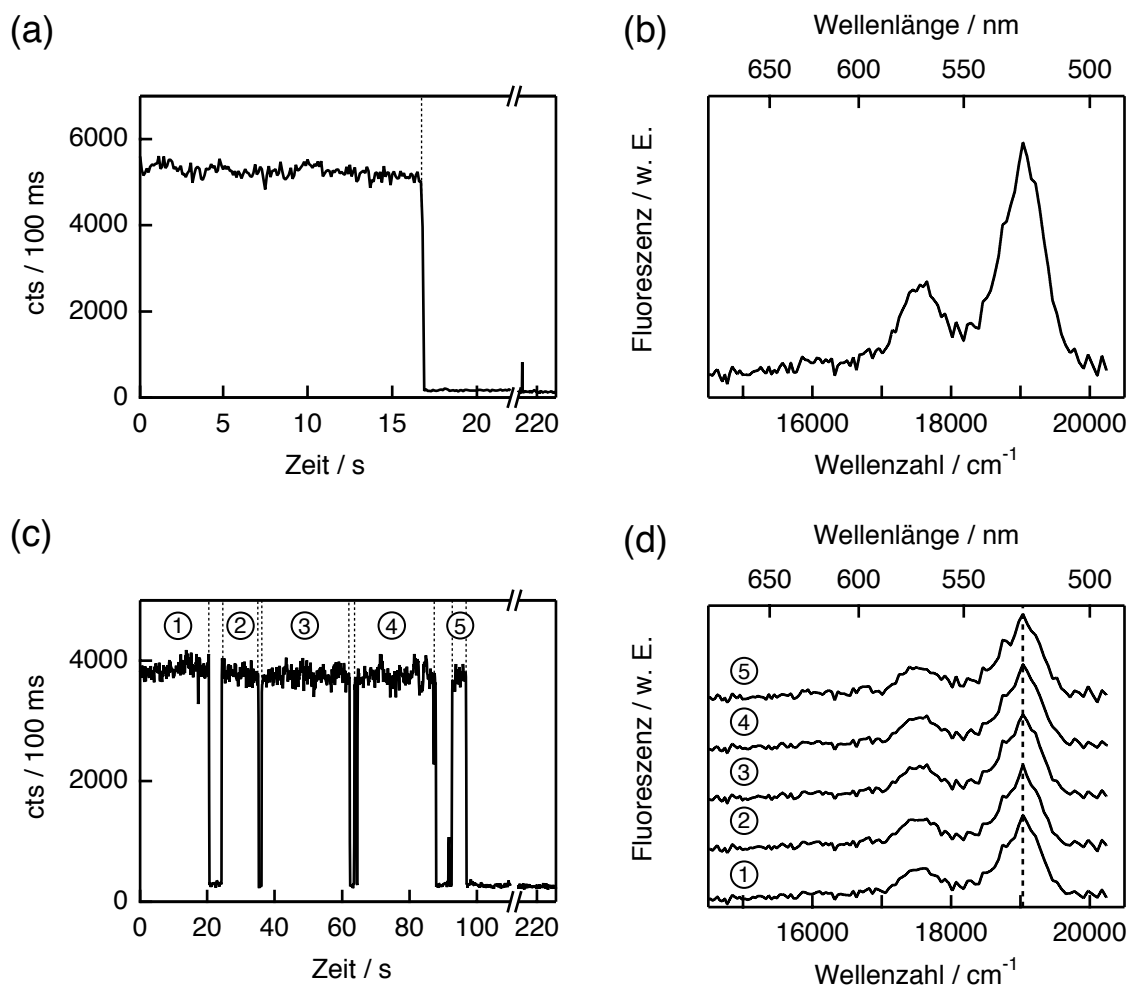 (a)
cts / 100 ms
6000
4000
2000
0
0 5 10 15 20 220
Zeit / s
(b)
Wellenlänge / nm
650 600 550 500
Fluoreszenz / w. E.
16000 18000 20000
Wellenzahl / cm⁻¹
(c)
cts / 100 ms
① ② ③ ④ ⑤
4000
2000
0
0 20 40 60 80 100 220
Zeit / s
(d)
Wellenlänge / nm
650 600 550 500
Fluoreszenz / w. E.
⑤
④
③
②
①
16000 18000 20000
Wellenzahl / cm⁻¹